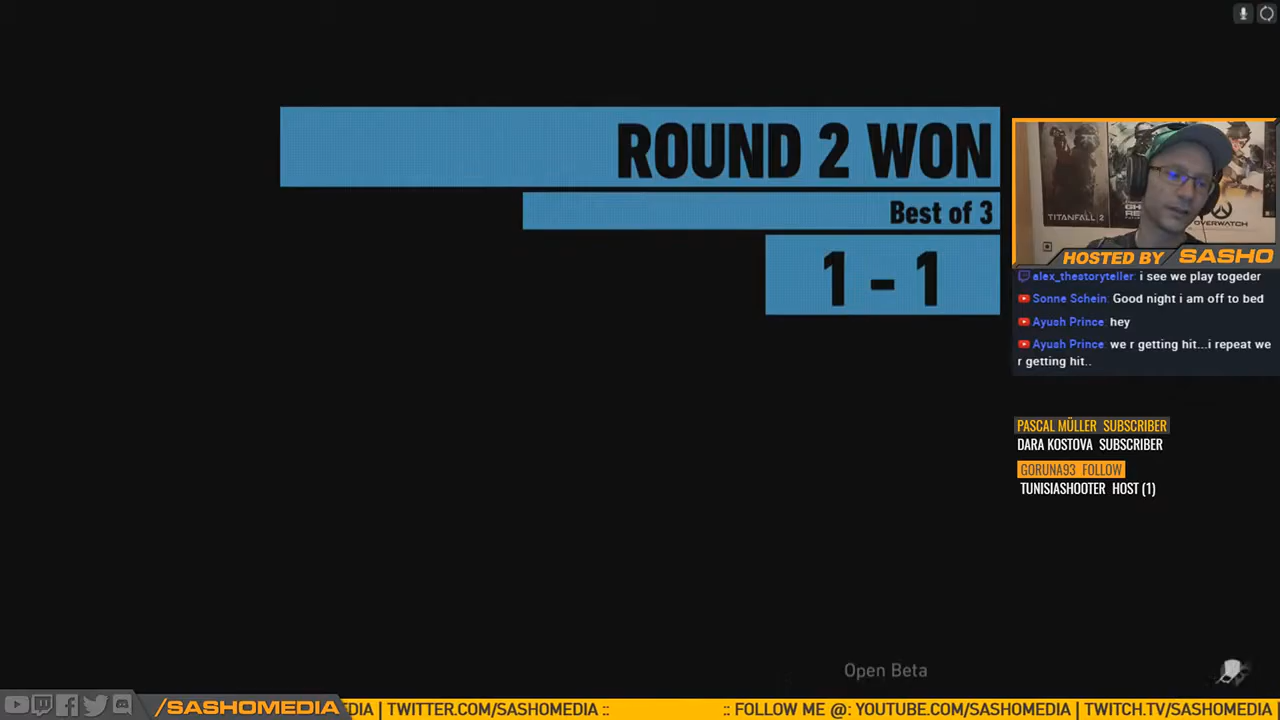 ROUND 2 WON
Best of 3
1 - 1
TITANFALL 2
OVERWATCH
HOSTED BY SASHO
alex_thestoryteller: i see we play togeder
Sonne Schein: Good night i am off to bed
Ayush Prince: hey
Ayush Prince: we r getting hit...i repeat we
r getting hit..
PASCAL MÜLLER SUBSCRIBER
DARA KOSTOVA SUBSCRIBER
GORUNA93 FOLLOW
TUNISIASHOOTER HOST (1)
Open Beta
/SASHOMEDIA
DIA | TWITTER.COM/SASHOMEDIA :: :: FOLLOW ME @: YOUTUBE.COM/SASHOMEDIA | TWITCH.TV/SASHOMEDIA